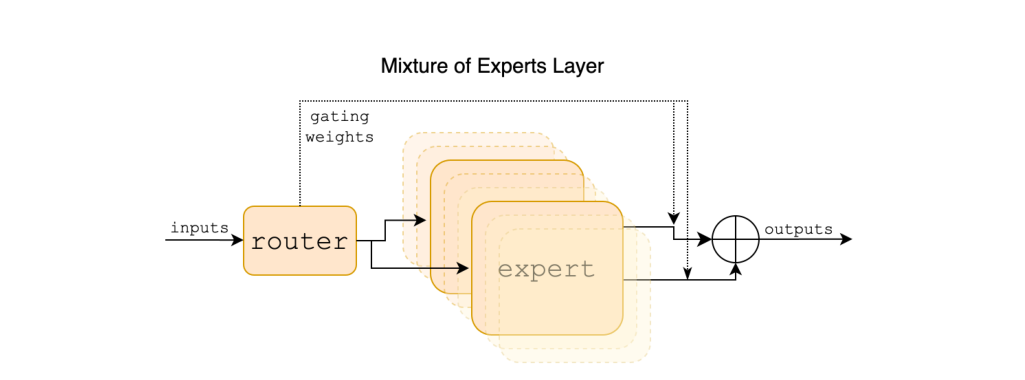 Mixture of Experts Layer
gating
weights
inputs
router
expert
outputs